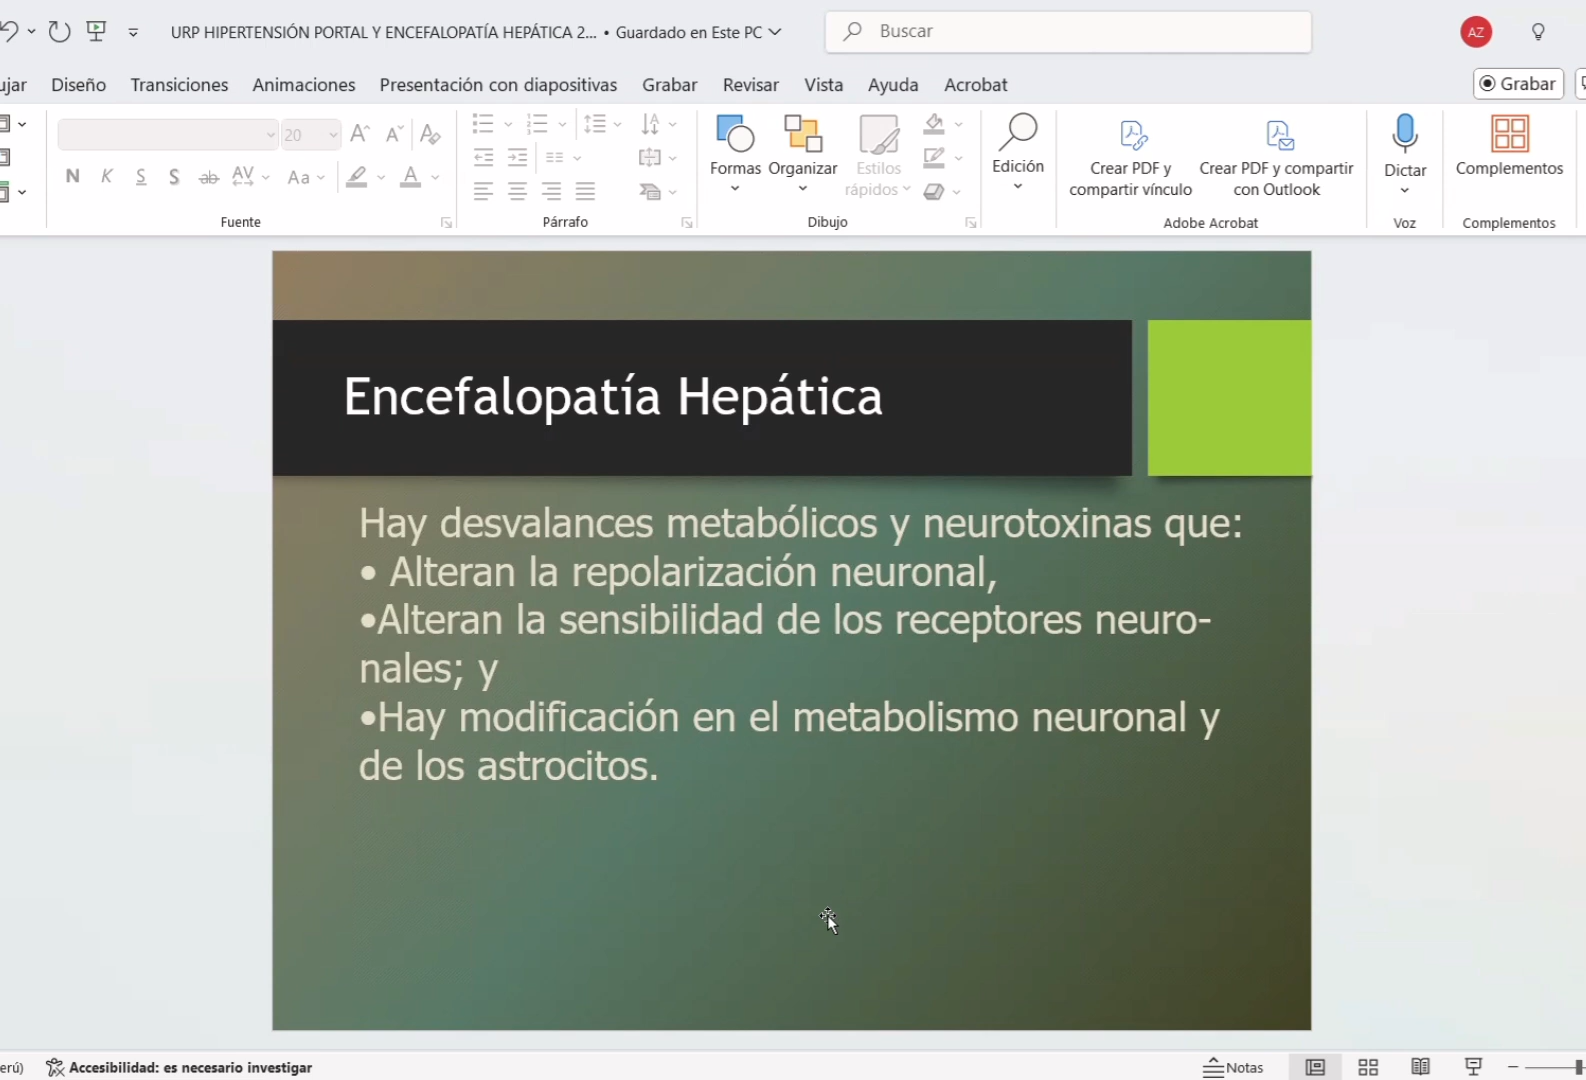 URP HIPERTENSIÓN PORTAL Y ENCEFALOPATÍA HEPÁTICA 2... • Guardado en Este PC
Buscar
AZ
ujar Diseño Transiciones Animaciones Presentación con diapositivas Grabar Revisar Vista Ayuda Acrobat
Grabar
20
N K S S ab AV Aa A
Formas Organizar Estilos rápidos
Edición
Crear PDF y compartir vínculo
Crear PDF y compartir con Outlook
Dictar
Complementos
Fuente Párrafo Dibujo Adobe Acrobat Voz Complementos
Encefalopatía Hepática
Hay desvalances metabólicos y neurotoxinas que:
• Alteran la repolarización neuronal,
•Alteran la sensibilidad de los receptores neuro-
nales; y
•Hay modificación en el metabolismo neuronal y
de los astrocitos.
erú) Accesibilidad: es necesario investigar Notas